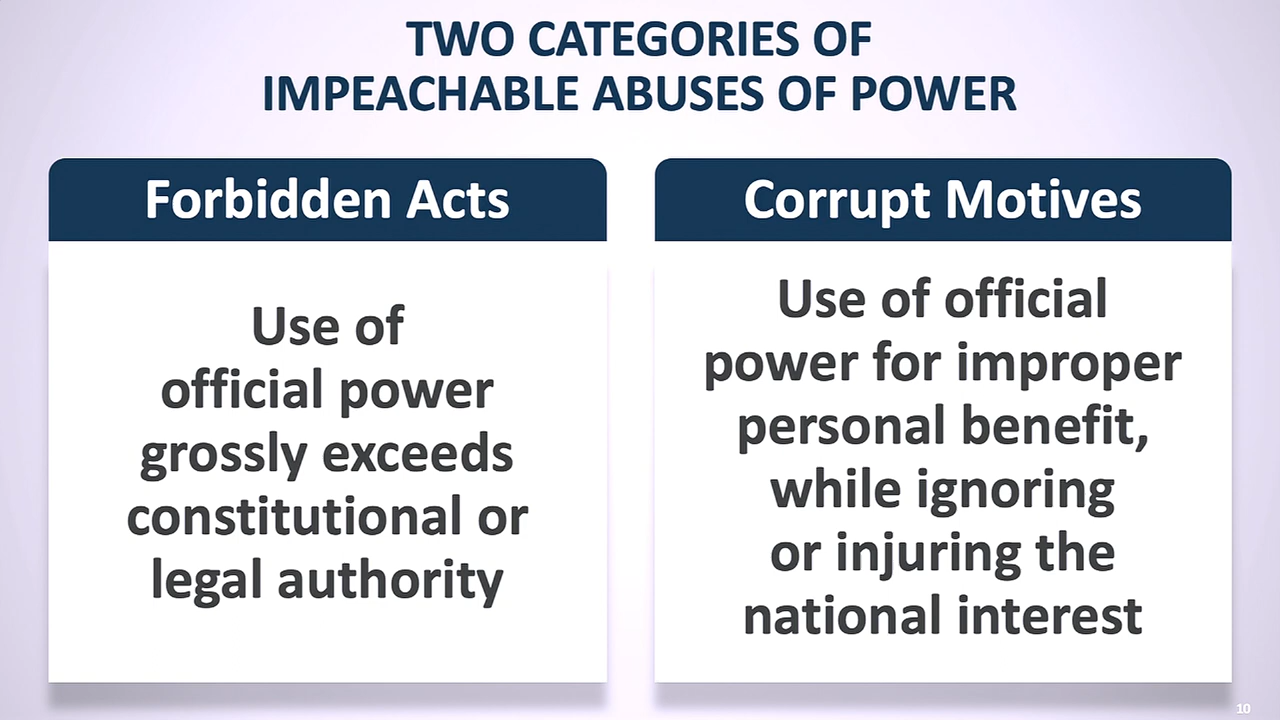 TWO CATEGORIES OF
IMPEACHABLE ABUSES OF POWER
Forbidden Acts
Use of
official power
grossly exceeds
constitutional or
legal authority
Corrupt Motives
Use of official
power for improper
personal benefit,
while ignoring
or injuring the
national interest
10